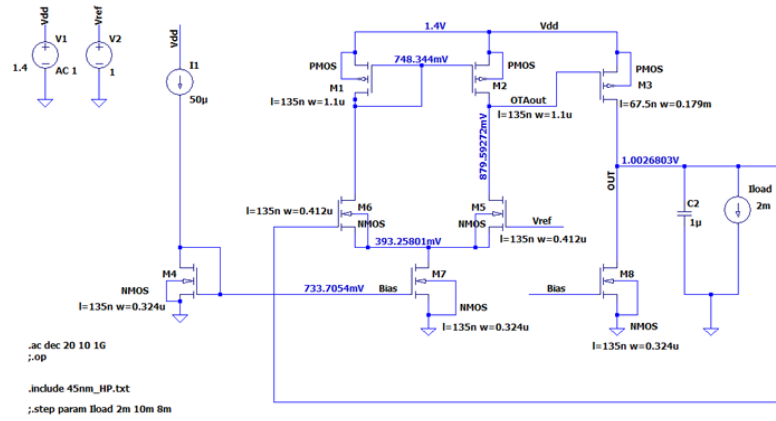 Vdd
V1
1.4
AC 1
Vref
V2
1
Vdd
I1
50µ
1.4V
Vdd
PMOS
748.344mV
PMOS
PMOS
M1
M2
M3
l=135n w=1.1u
OTAout
l=135n w=1.1u
l=67.5n w=0.179m
879.59272mV
1.0026803V
OUT
l=135n w=0.412u
M6
NMOS
M5
NMOS
Vref
l=135n w=0.412u
C2
1µ
Iload
2m
393.25801mV
M4
NMOS
l=135n w=0.324u
733.7054mV
Bias
M7
NMOS
l=135n w=0.324u
Bias
M8
NMOS
l=135n w=0.324u
.ac dec 20 10 1G
;.op
.include 45nm_HP.txt
;.step param Iload 2m 10m 8m